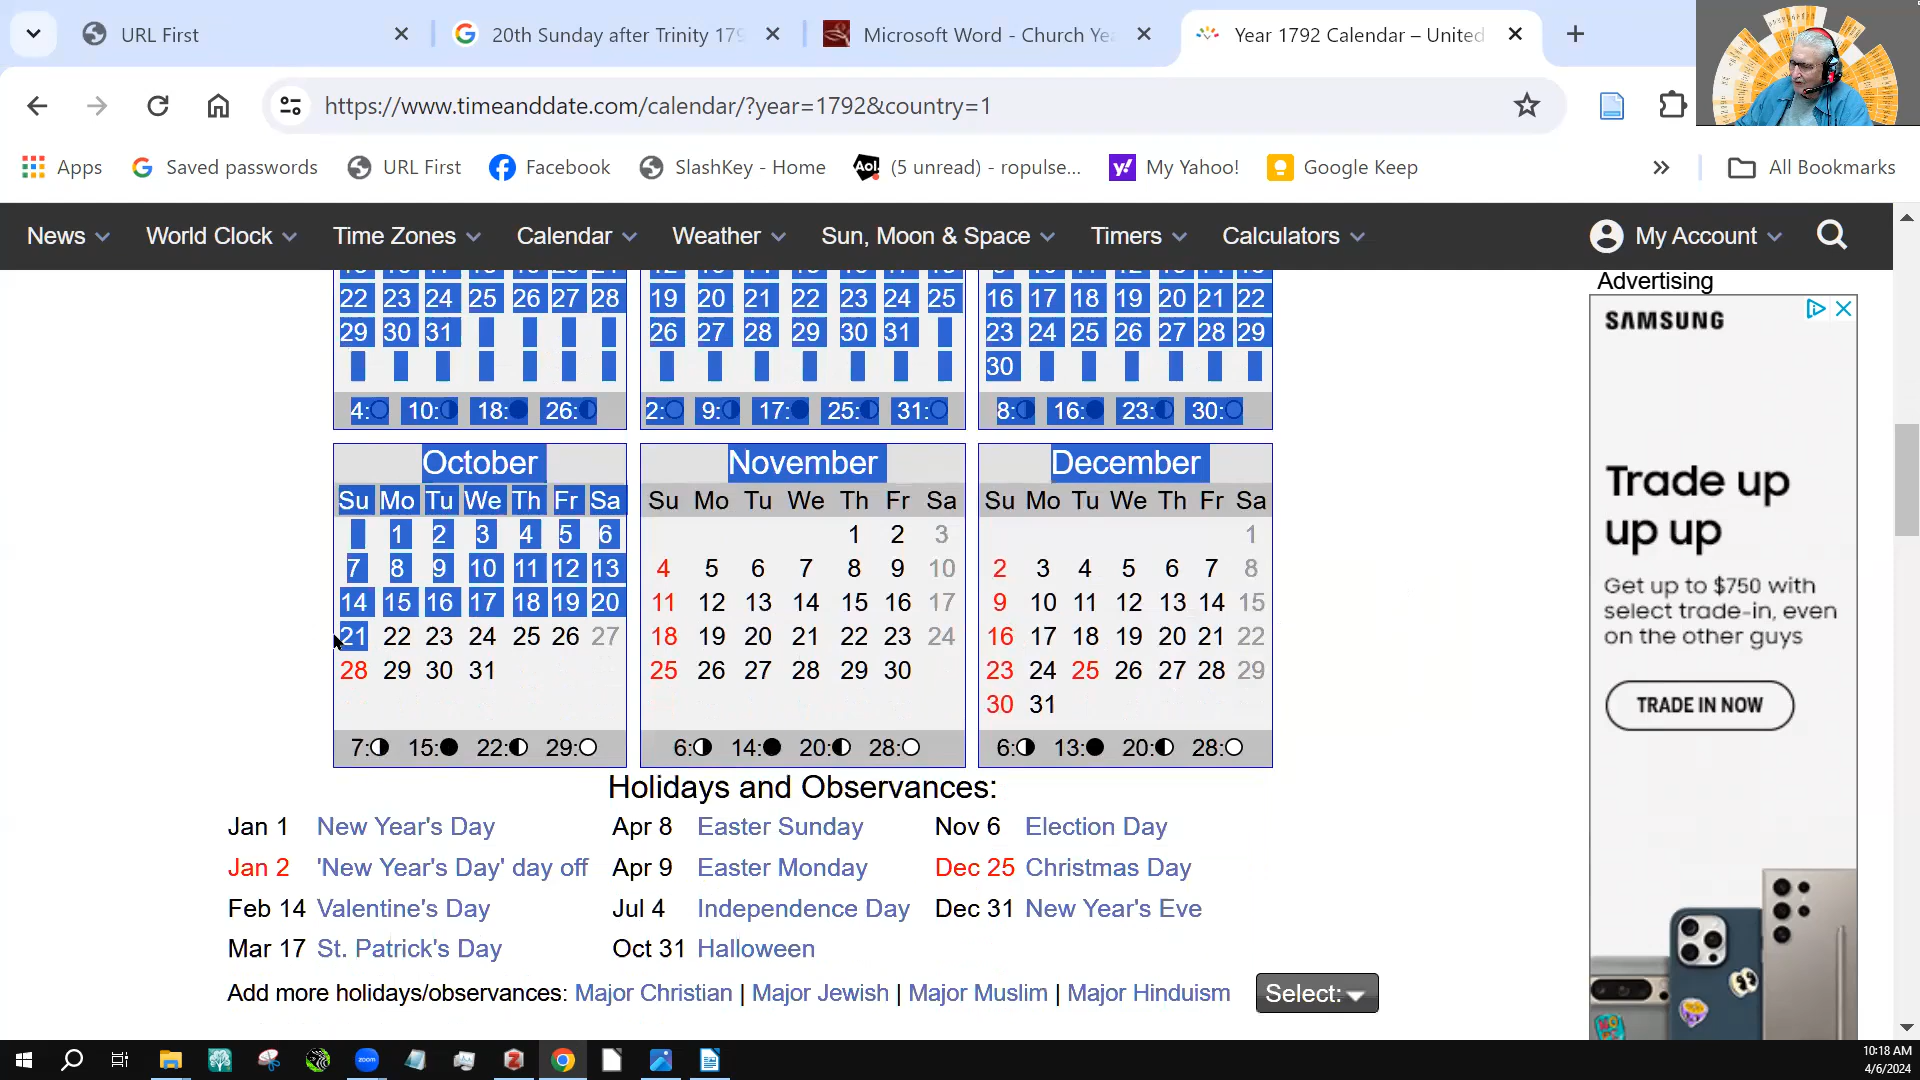 URL First
20th Sunday after Trinity 179
Microsoft Word - Church Ye
Year 1792 Calendar – United
https://www.timeanddate.com/calendar/?year=1792&country=1
Apps
Saved passwords
URL First
Facebook
SlashKey - Home
Aol!
(5 unread) - ropulse...
y!
My Yahoo!
Google Keep
»
All Bookmarks
News World Clock Time Zones Calendar Weather Sun, Moon & Space Timers Calculators My Account
22 23 24 25 26 27 28
29 30 31
4: 10: 18: 26:
19 20 21 22 23 24 25
26 27 28 29 30 31
2: 9: 17: 25: 31:
16 17 18 19 20 21 22
23 24 25 26 27 28 29
30
8: 16: 23: 30:
October
Su Mo Tu We Th Fr Sa
1 2 3 4 5 6
7 8 9 10 11 12 13
14 15 16 17 18 19 20
21 22 23 24 25 26 27
28 29 30 31
7: 15: 22: 29:
November
Su Mo Tu We Th Fr Sa
1 2 3
4 5 6 7 8 9 10
11 12 13 14 15 16 17
18 19 20 21 22 23 24
25 26 27 28 29 30
6: 14: 20: 28:
December
Su Mo Tu We Th Fr Sa
1
2 3 4 5 6 7 8
9 10 11 12 13 14 15
16 17 18 19 20 21 22
23 24 25 26 27 28 29
30 31
6: 13: 20: 28:
Holidays and Observances:
Jan 1 New Year's Day
Jan 2 'New Year's Day' day off
Feb 14 Valentine's Day
Mar 17 St. Patrick's Day
Apr 8 Easter Sunday
Apr 9 Easter Monday
Jul 4 Independence Day
Oct 31 Halloween
Nov 6 Election Day
Dec 25 Christmas Day
Dec 31 New Year's Eve
Add more holidays/observances: Major Christian | Major Jewish | Major Muslim | Major Hinduism
Select:
Advertising
SAMSUNG
Trade up
up up
Get up to $750 with
select trade-in, even
on the other guys
TRADE IN NOW
zoom
10:18 AM
4/6/2024